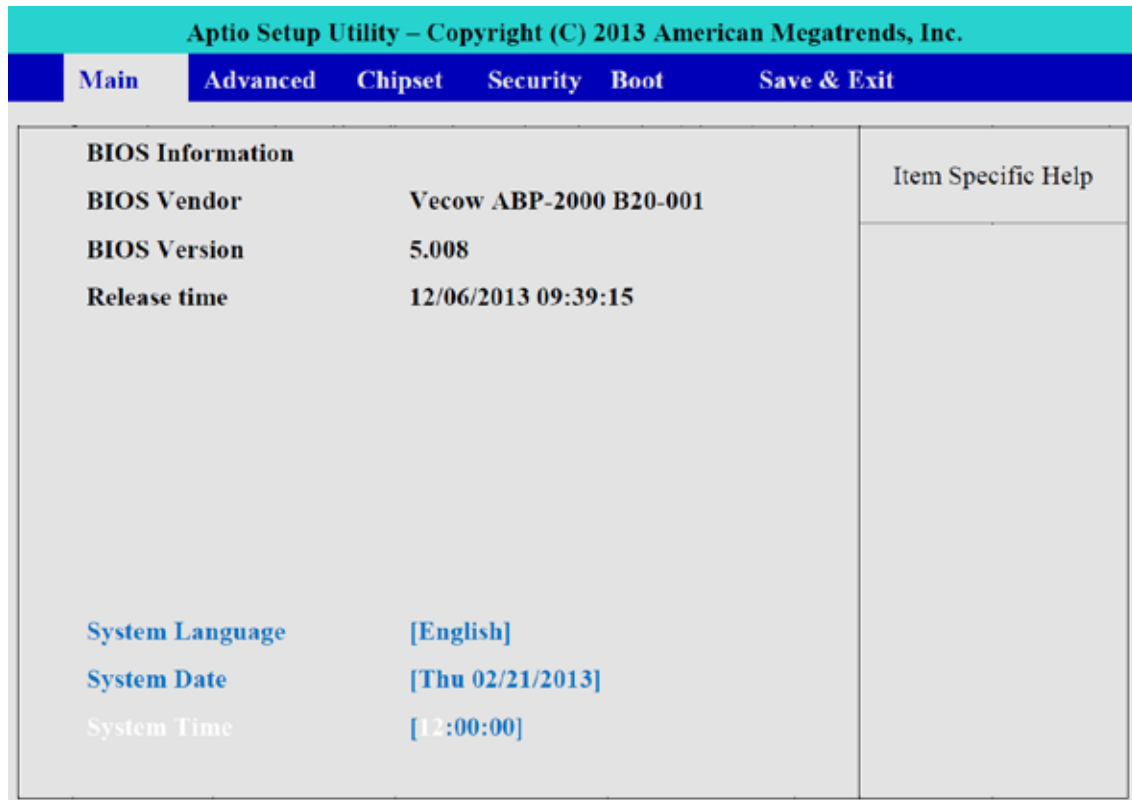 Aptio Setup Utility – Copyright (C) 2013 American Megatrends, Inc.
Main Advanced Chipset Security Boot Save & Exit
BIOS Information
BIOS Vendor Vecow ABP-2000 B20-001
BIOS Version 5.008
Release time 12/06/2013 09:39:15
Item Specific Help
System Language [English]
System Date [Thu 02/21/2013]
System Time [12:00:00]